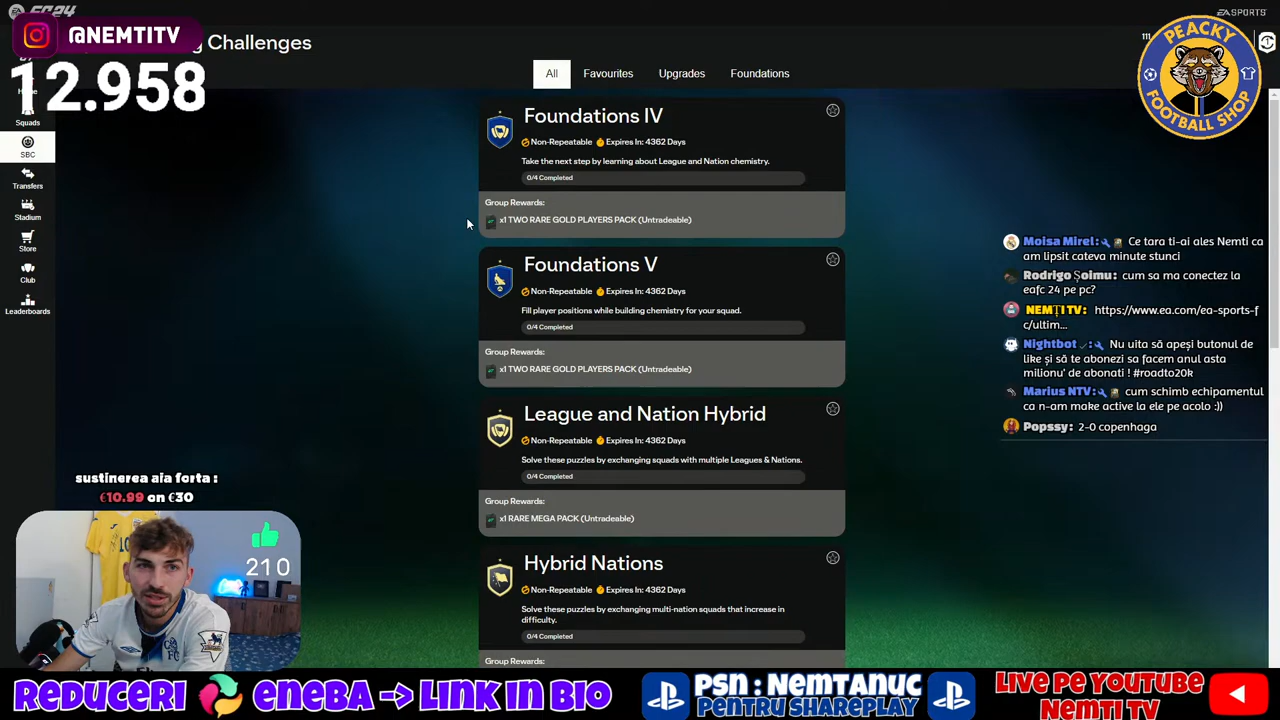 FC24
EA SPORTS
@NEMTITV
Challenges
12.958
All
Favourites
Upgrades
Foundations
PEACKY
FOOTBALL SHOP
Squads
SBC
Transfers
Stadium
Store
Club
Leaderboards
Foundations IV
Non-Repeatable Expires In: 4362 Days
Take the next step by learning about League and Nation chemistry.
0/4 Completed
Group Rewards:
x1 TWO RARE GOLD PLAYERS PACK (Untradeable)
Foundations V
Non-Repeatable Expires In: 4362 Days
Fill player positions while building chemistry for your squad.
0/4 Completed
Group Rewards:
x1 TWO RARE GOLD PLAYERS PACK (Untradeable)
League and Nation Hybrid
Non-Repeatable Expires In: 4362 Days
Solve these puzzles by exchanging squads with multiple Leagues & Nations.
0/4 Completed
Group Rewards:
x1 RARE MEGA PACK (Untradeable)
Hybrid Nations
Non-Repeatable Expires In: 4362 Days
Solve these puzzles by exchanging multi-nation squads that increase in
difficulty.
0/4 Completed
Group Rewards:
Moisa Mirel: Ce tara ti-ai ales Nemti ca
am lipsit cateva minute stunci
Rodrigo Șoimu: cum sa ma conectez la
eafc 24 pe pc?
NEMȚI TV: https://www.ea.com/ea-sports-f
c/ultim...
Nightbot: Nu uita să apeși butonul de
like și să te abonezi sa facem anul asta
milionu' de abonati ! #roadto20k
Marius NTV: cum schimb echipamentul
ca n-am make active la ele pe acolo :))
Popssy: 2-0 copenhaga
sustinerea aia forta :
€10.99 on €30
210
REDUCERI ENEBA -> LINK IN BIO
PSN : NEMTANUC
PENTRU SHAREPLAY
LIVE PE YOUTUBE
NEMTI TV